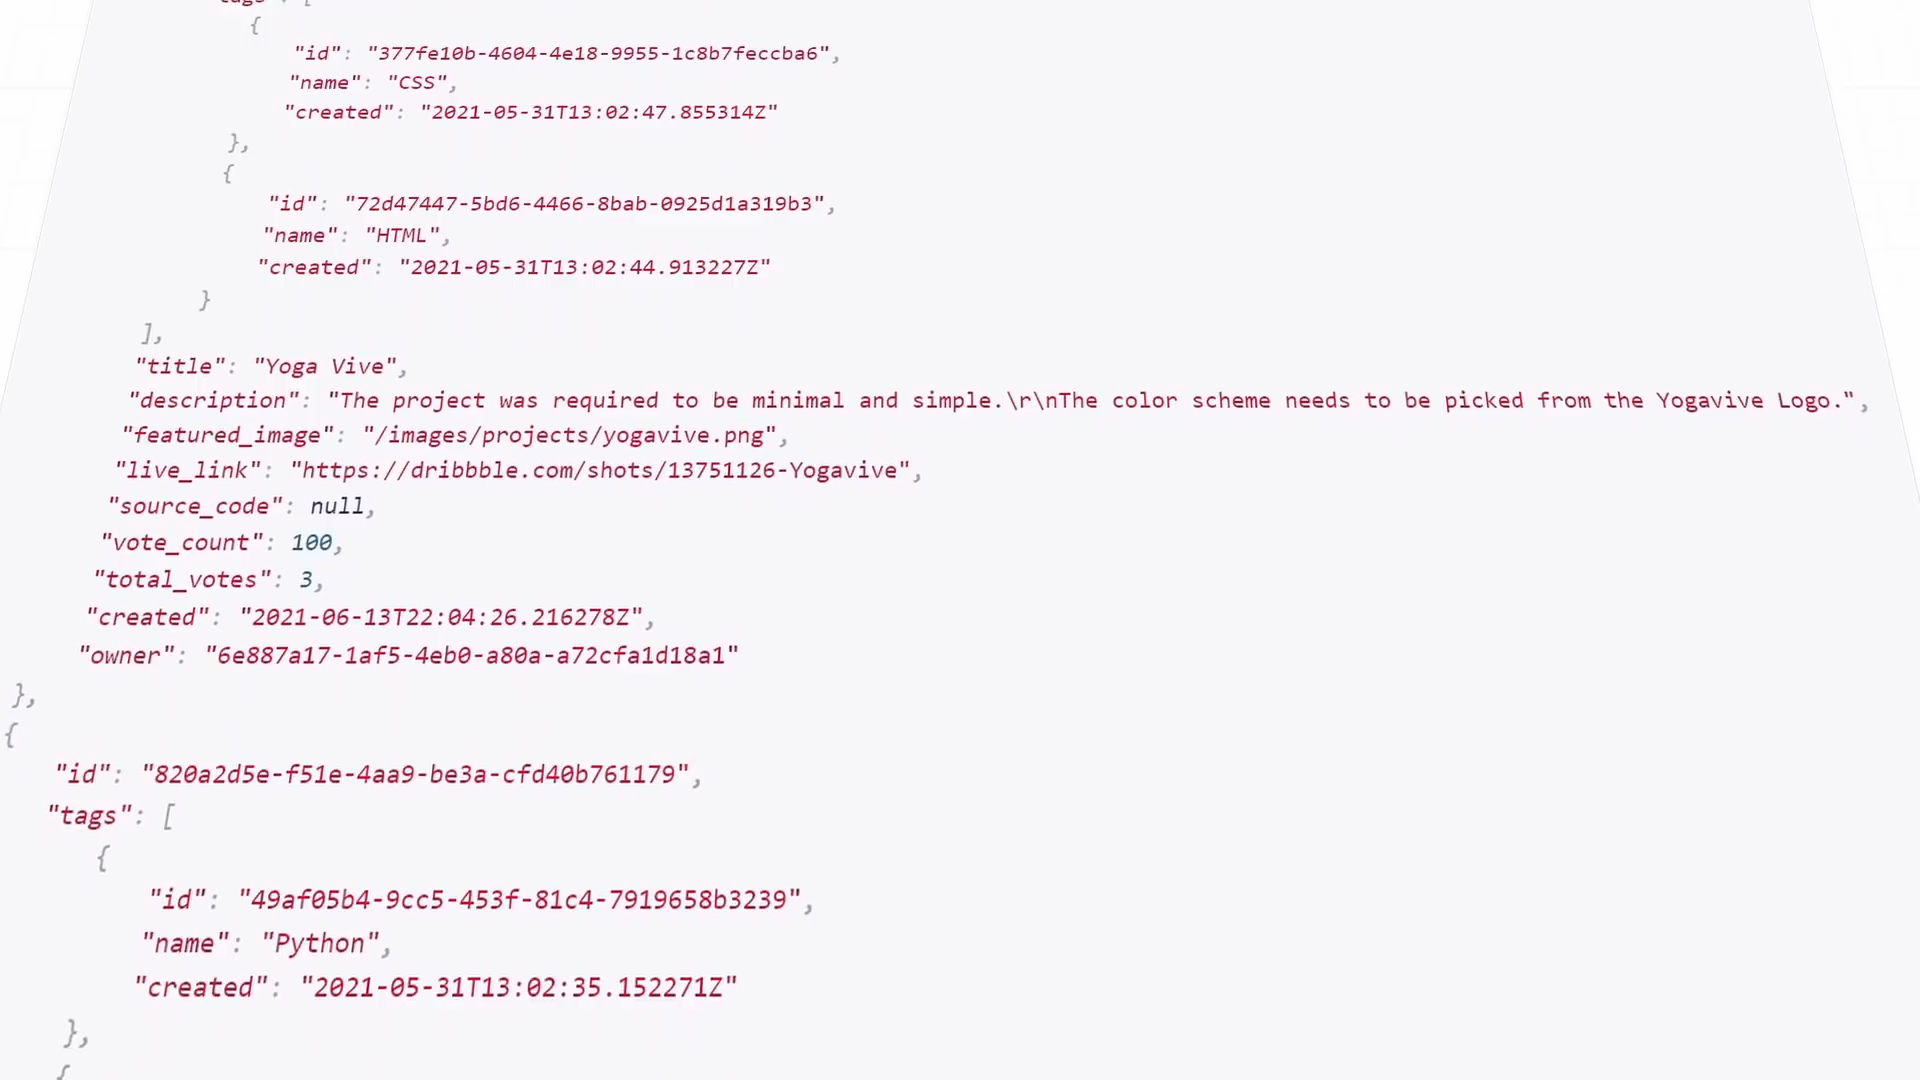 "tags": [
{
"id": "377fe10b-4604-4e18-9955-1c8b7feccba6",
"name": "CSS",
"created": "2021-05-31T13:02:47.855314Z"
},
{
"id": "72d47447-5bd6-4466-8bab-0925d1a319b3",
"name": "HTML",
"created": "2021-05-31T13:02:44.913227Z"
}
],
"title": "Yoga Vive",
"description": "The project was required to be minimal and simple.\r\nThe color scheme needs to be picked from the Yogavive Logo.",
"featured_image": "/images/projects/yogavive.png",
"live_link": "https://dribbble.com/shots/13751126-Yogavive",
"source_code": null,
"vote_count": 100,
"total_votes": 3,
"created": "2021-06-13T22:04:26.216278Z",
"owner": "6e887a17-1af5-4eb0-a80a-a72cfa1d18a1"
},
{
"id": "820a2d5e-f51e-4aa9-be3a-cfd40b761179",
"tags": [
{
"id": "49af05b4-9cc5-453f-81c4-7919658b3239",
"name": "Python",
"created": "2021-05-31T13:02:35.152271Z"
},
{